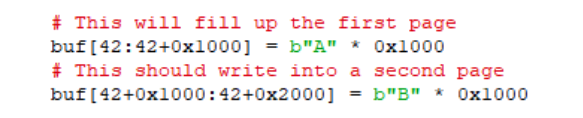 # This will fill up the first page
buf[42:42+0x1000] = b"A" * 0x1000
# This should write into a second page
buf[42+0x1000:42+0x2000] = b"B" * 0x1000